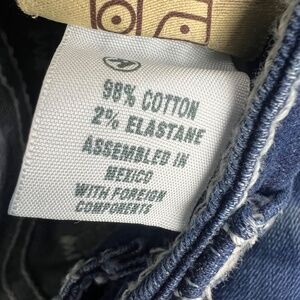 98% COTTON
2% ELASTANE
ASSEMBLED IN
MEXICO
WITH FOREIGN
COMPONENTS